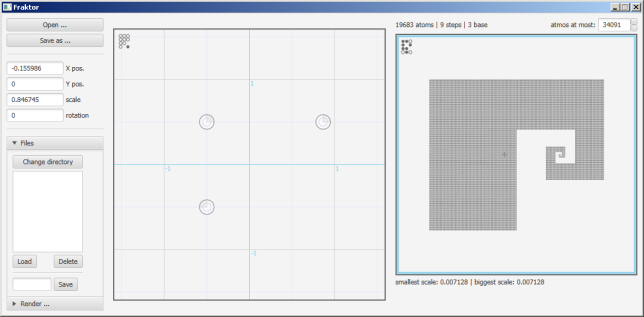 Fraktor
Open ...
Save as ...
-0.155986 X pos.
0 Y pos.
0.846745 scale
0 rotation
Files
Change directory
Load Delete
Save
Render ...
1
-1 1
-1
19683 atoms | 9 steps | 3 base atmos at most: 34091
smallest scale: 0.007128 | biggest scale: 0.007128